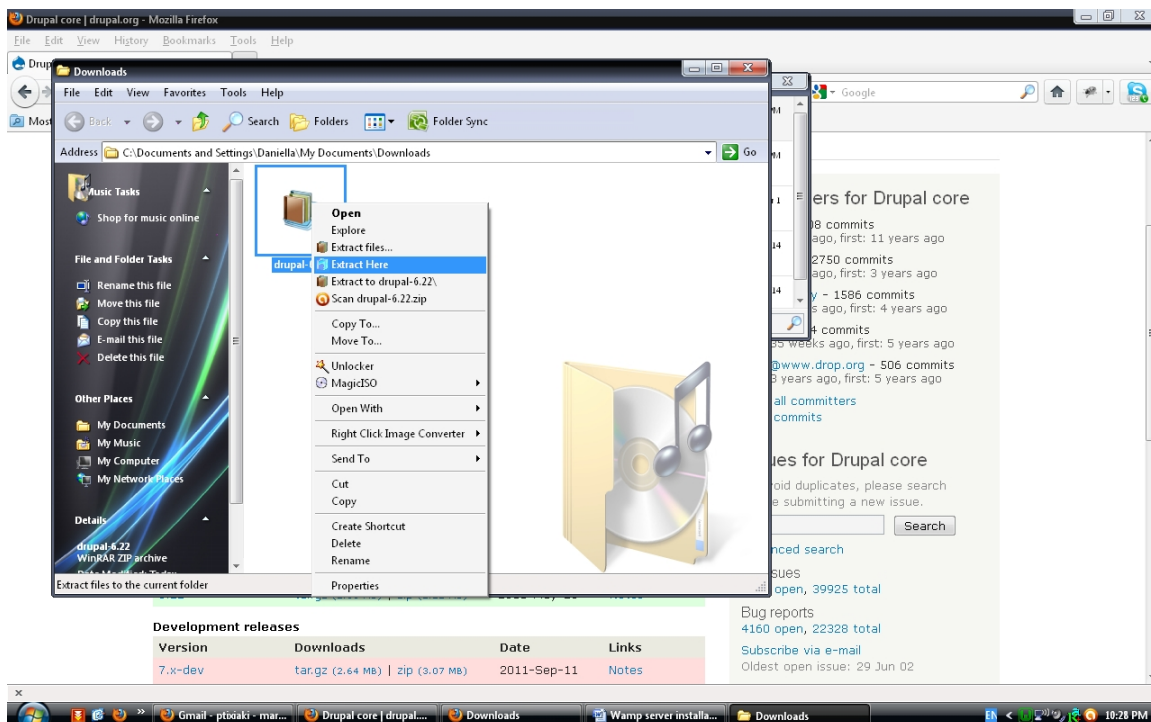 Drupal core | drupal.org - Mozilla Firefox
File Edit View History Bookmarks Tools Help
Drup
Downloads
File Edit View Favorites Tools Help
Google
Most
Back Search Folders Folder Sync
Address C:\Documents and Settings\Daniella\My Documents\Downloads Go
Music Tasks
Shop for music online
File and Folder Tasks
Rename this file
Move this file
Copy this file
E-mail this file
Delete this file
Other Places
My Documents
My Music
My Computer
My Network Places
Details
drupal-6.22
WinRAR ZIP archive
Date Modified: Today
Extract files to the current folder
Open
Explore
Extract files...
Extract Here
Extract to drupal-6.22\
Scan drupal-6.22.zip
Copy To...
Move To...
Unlocker
MagicISO
Open With
Right Click Image Converter
Send To
Cut
Copy
Create Shortcut
Delete
Rename
Properties
ers for Drupal core
8 commits
ago, first: 11 years ago
2750 commits
ago, first: 3 years ago
y - 1586 commits
s ago, first: 4 years ago
4 commits
35 weeks ago, first: 5 years ago
@www.drop.org - 506 commits
3 years ago, first: 5 years ago
all committers
commits
ues for Drupal core
oid duplicates, please search
e submitting a new issue.
Search
nced search
sues
open, 39925 total
Bug reports
4160 open, 22328 total
Subscribe via e-mail
Oldest open issue: 29 Jun 02
Development releases
Version Downloads Date Links
7.x-dev tar.gz (2.64 MB) | zip (3.07 MB) 2011-Sep-11 Notes
Gmail - ptixiaki - mar... Drupal core | drupal.... Downloads Wamp server installa... Downloads EN 10:28 PM